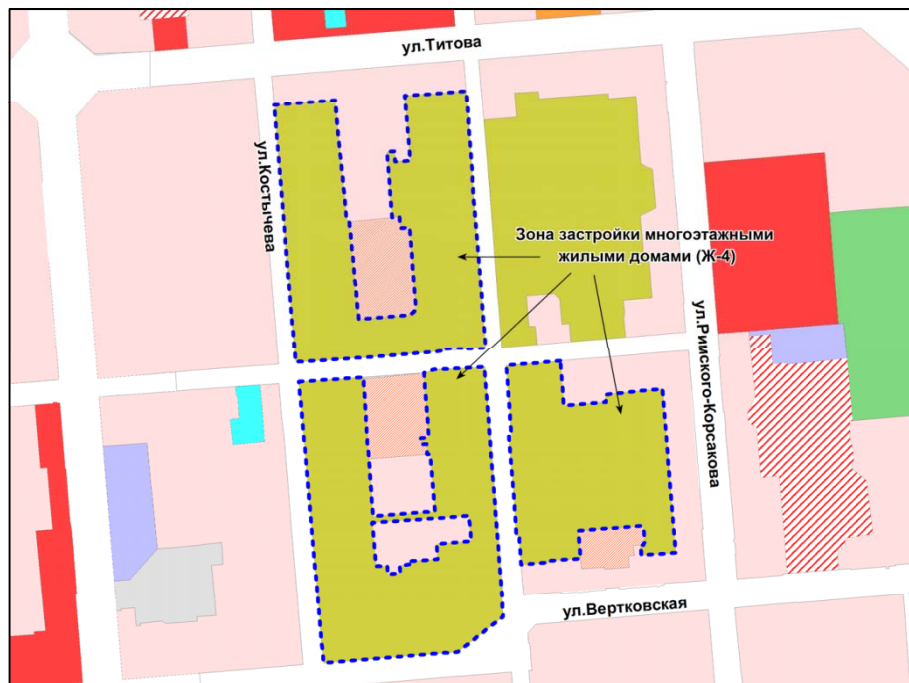 ул.Титова
ул.Костычева
Зона застройки многоэтажными
жилыми домами (Ж-4)
ул.Римского-Корсакова
ул.Вертковская